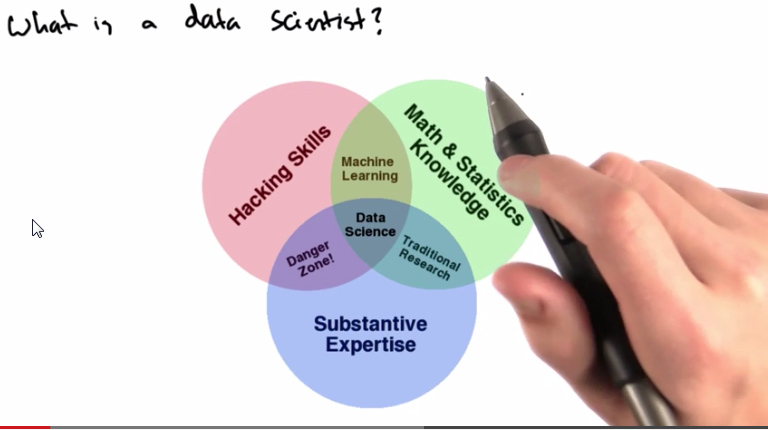 What is a data scientist?
Hacking Skills
Math & Statistics
Knowledge
Machine
Learning
Data
Science
Danger
Zone!
Traditional
Research
Substantive
Expertise